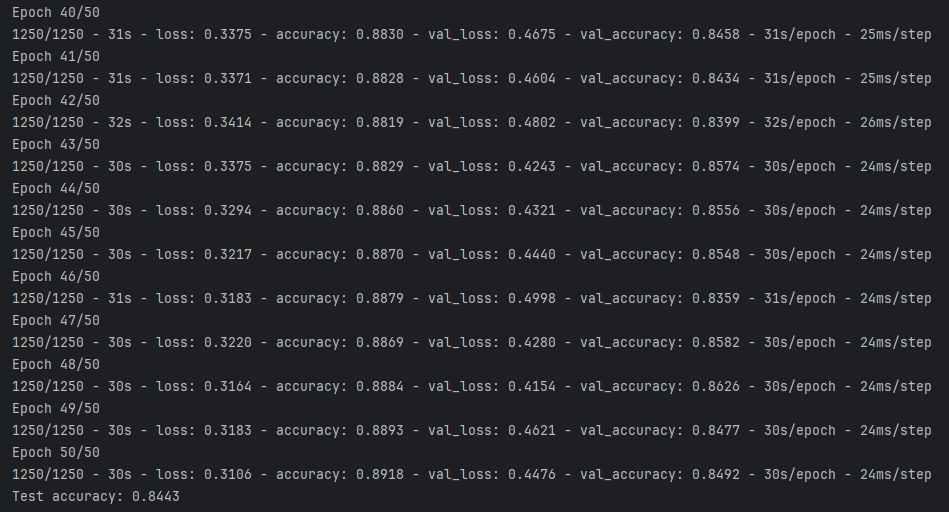 Epoch 40/50
1250/1250 - 31s - loss: 0.3375 - accuracy: 0.8830 - val_loss: 0.4675 - val_accuracy: 0.8458 - 31s/epoch - 25ms/step
Epoch 41/50
1250/1250 - 31s - loss: 0.3371 - accuracy: 0.8828 - val_loss: 0.4604 - val_accuracy: 0.8434 - 31s/epoch - 25ms/step
Epoch 42/50
1250/1250 - 32s - loss: 0.3414 - accuracy: 0.8819 - val_loss: 0.4802 - val_accuracy: 0.8399 - 32s/epoch - 26ms/step
Epoch 43/50
1250/1250 - 30s - loss: 0.3375 - accuracy: 0.8829 - val_loss: 0.4243 - val_accuracy: 0.8574 - 30s/epoch - 24ms/step
Epoch 44/50
1250/1250 - 30s - loss: 0.3294 - accuracy: 0.8860 - val_loss: 0.4321 - val_accuracy: 0.8556 - 30s/epoch - 24ms/step
Epoch 45/50
1250/1250 - 30s - loss: 0.3217 - accuracy: 0.8870 - val_loss: 0.4440 - val_accuracy: 0.8548 - 30s/epoch - 24ms/step
Epoch 46/50
1250/1250 - 31s - loss: 0.3183 - accuracy: 0.8879 - val_loss: 0.4998 - val_accuracy: 0.8359 - 31s/epoch - 24ms/step
Epoch 47/50
1250/1250 - 30s - loss: 0.3220 - accuracy: 0.8869 - val_loss: 0.4280 - val_accuracy: 0.8582 - 30s/epoch - 24ms/step
Epoch 48/50
1250/1250 - 30s - loss: 0.3164 - accuracy: 0.8884 - val_loss: 0.4154 - val_accuracy: 0.8626 - 30s/epoch - 24ms/step
Epoch 49/50
1250/1250 - 30s - loss: 0.3183 - accuracy: 0.8893 - val_loss: 0.4621 - val_accuracy: 0.8477 - 30s/epoch - 24ms/step
Epoch 50/50
1250/1250 - 30s - loss: 0.3106 - accuracy: 0.8918 - val_loss: 0.4476 - val_accuracy: 0.8492 - 30s/epoch - 24ms/step
Test accuracy: 0.8443